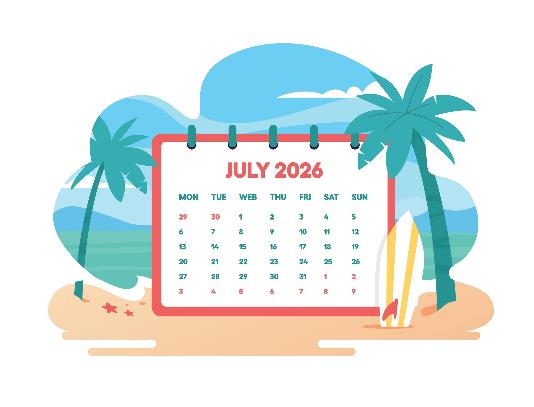 JULY 2026
MON TUE WEB THU FRI SAT SUN
29 30 1 2 3 4 5
6 7 8 9 10 11 12
13 14 15 16 17 18 19
20 21 22 23 24 25 26
27 28 29 30 31 1 2
3 4 5 6 7 8 9